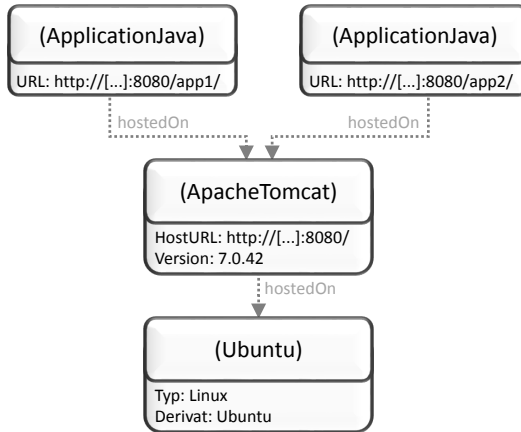 (ApplicationJava)
URL: http://[...]:8080/app1/
(ApplicationJava)
URL: http://[...]:8080/app2/
hostedOn
hostedOn
(ApacheTomcat)
HostURL: http://[...]:8080/
Version: 7.0.42
hostedOn
(Ubuntu)
Typ: Linux
Derivat: Ubuntu